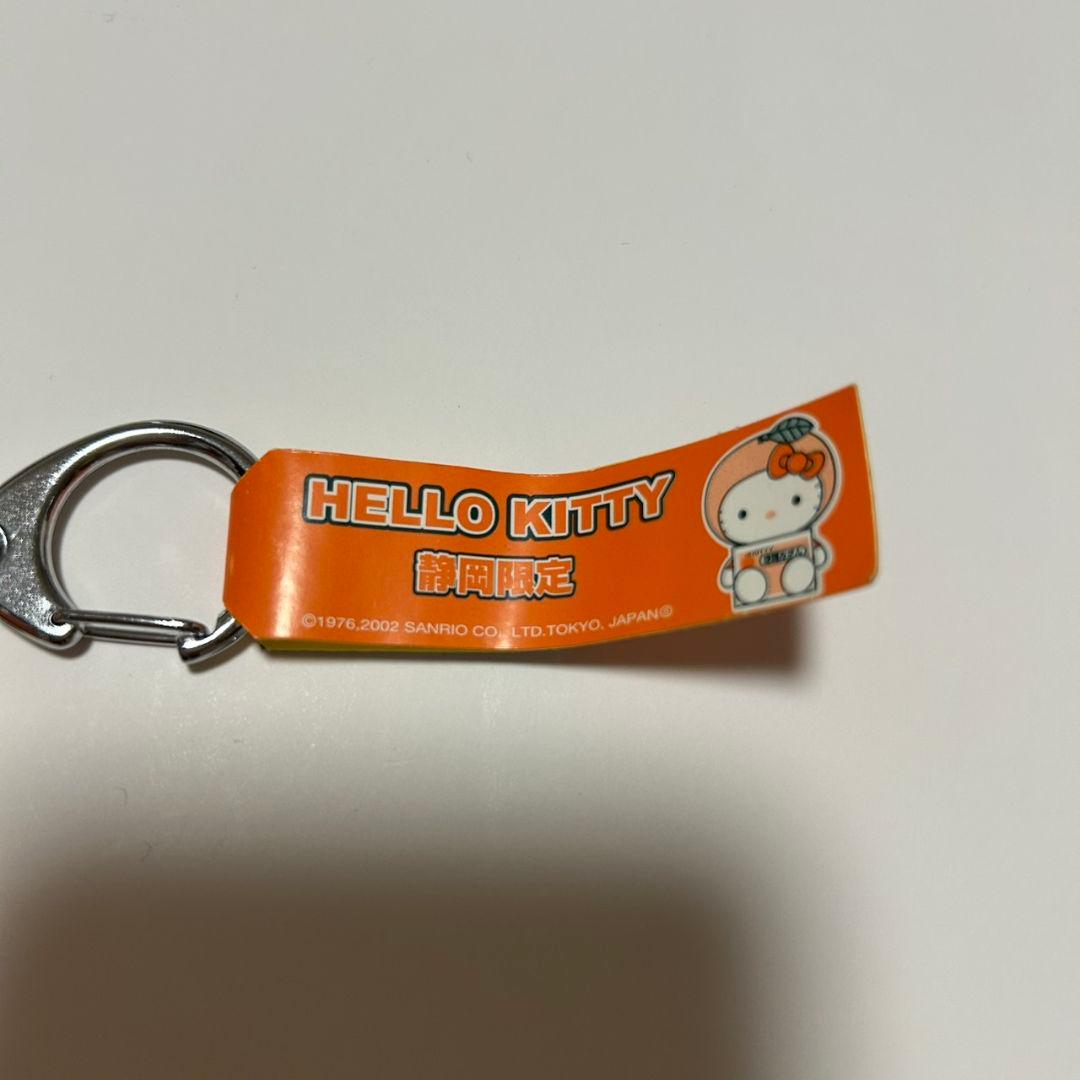 HELLO KITTY
静岡限定
©1976,2002 SANRIO CO., LTD.TOKYO, JAPAN Ⓢ